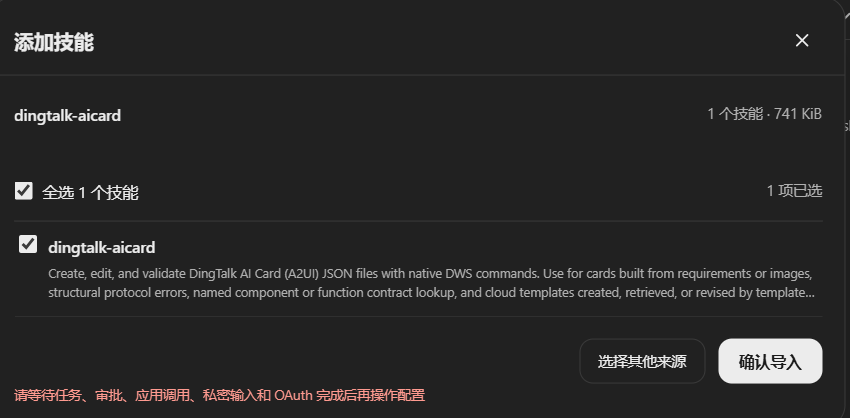 添加技能
dingtalk-aicard
1 个技能 · 741 KiB
全选 1 个技能
1 项已选
dingtalk-aicard
Create, edit, and validate DingTalk AI Card (A2UI) JSON files with native DWS commands. Use for cards built from requirements or images,
structural protocol errors, named component or function contract lookup, and cloud templates created, retrieved, or revised by template...
选择其他来源
确认导入
请等待任务、审批、应用调用、私密输入和 OAuth 完成后再操作配置